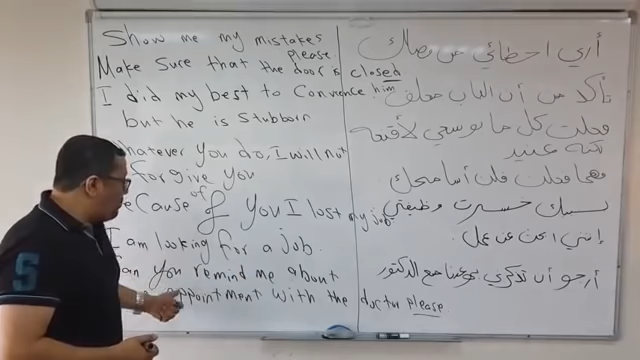 Show me my mistakes
please
Make sure that the door is closed
I did my best to Convence him
but he is Stubborn
Whatever you do, I will not
forgive you
because of you I lost my job
I am looking for a job.
Can you remind me about
appointment with the doctor please.
أري اخطائي من فضلك
تأكد من أن الباب مغلق
فعلت كل ما بوسعي لأقنعه
لكنه عنيد
مهما فعلت فلن أسامحك
بسببك خسرت وظيفتي
إنني ابحث عن عمل.
أرجو أن تذكرني بموعدنا مع الدكتور
S